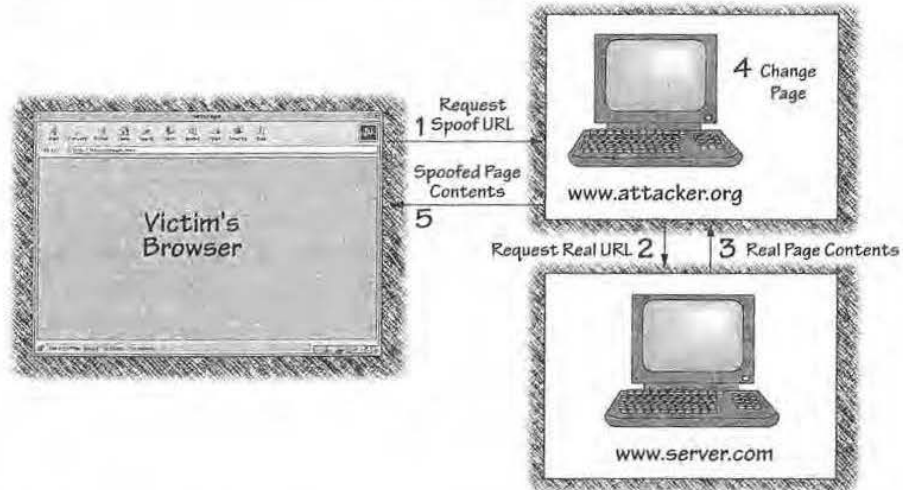 Request
1 Spoof URL
Spoofed Page
Contents
5
Victim's
Browser
4 Change
Page
www.attacker.org
Request Real URL 2
3 Real Page Contents
www.server.com